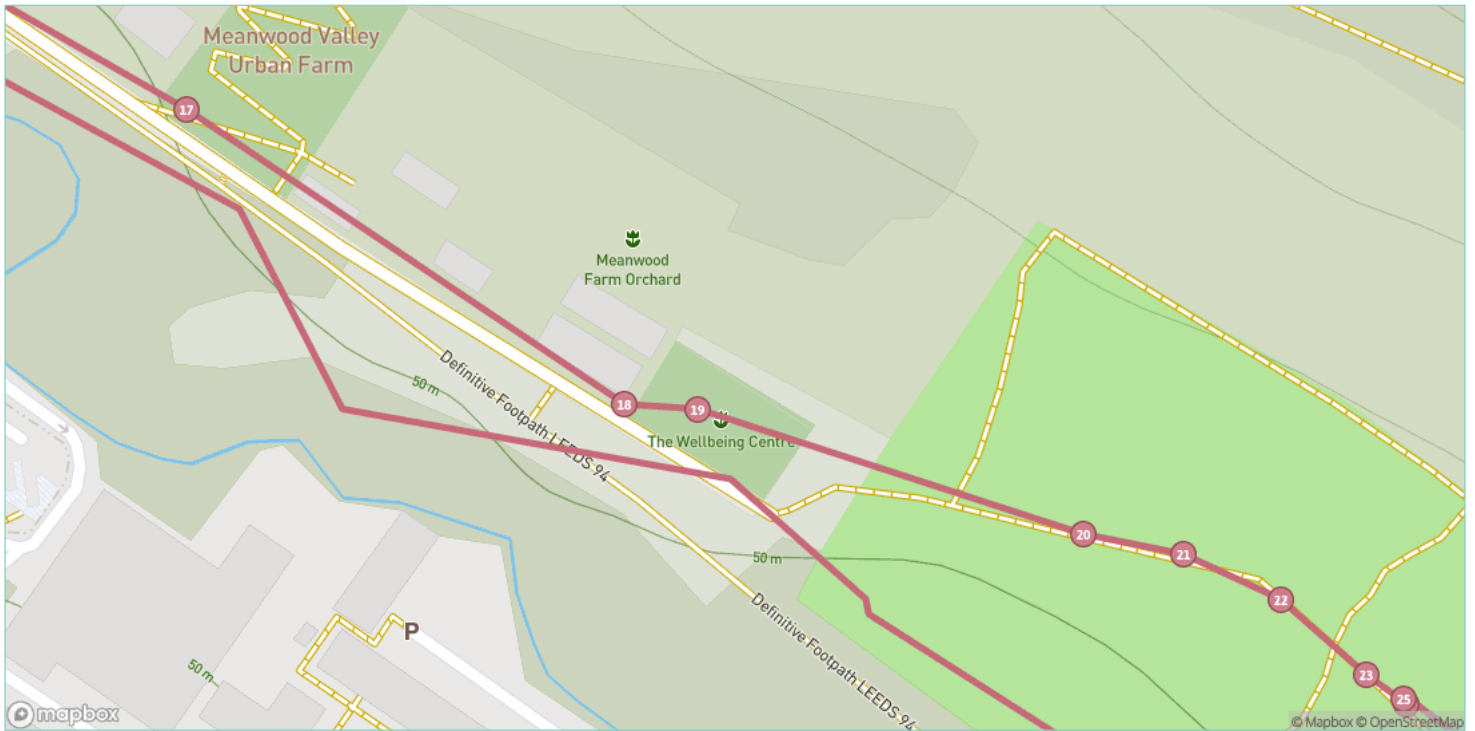 Meanwood Valley
Urban Farm
17
Meanwood
Farm Orchard
50 m
Definitive Footpath LEEDS 94
18
19
The Wellbeing Centre
20
21
50 m
22
Definitive Footpath LEEDS 94
P
50 m
23
25
mapbox
© Mapbox © OpenStreetMap